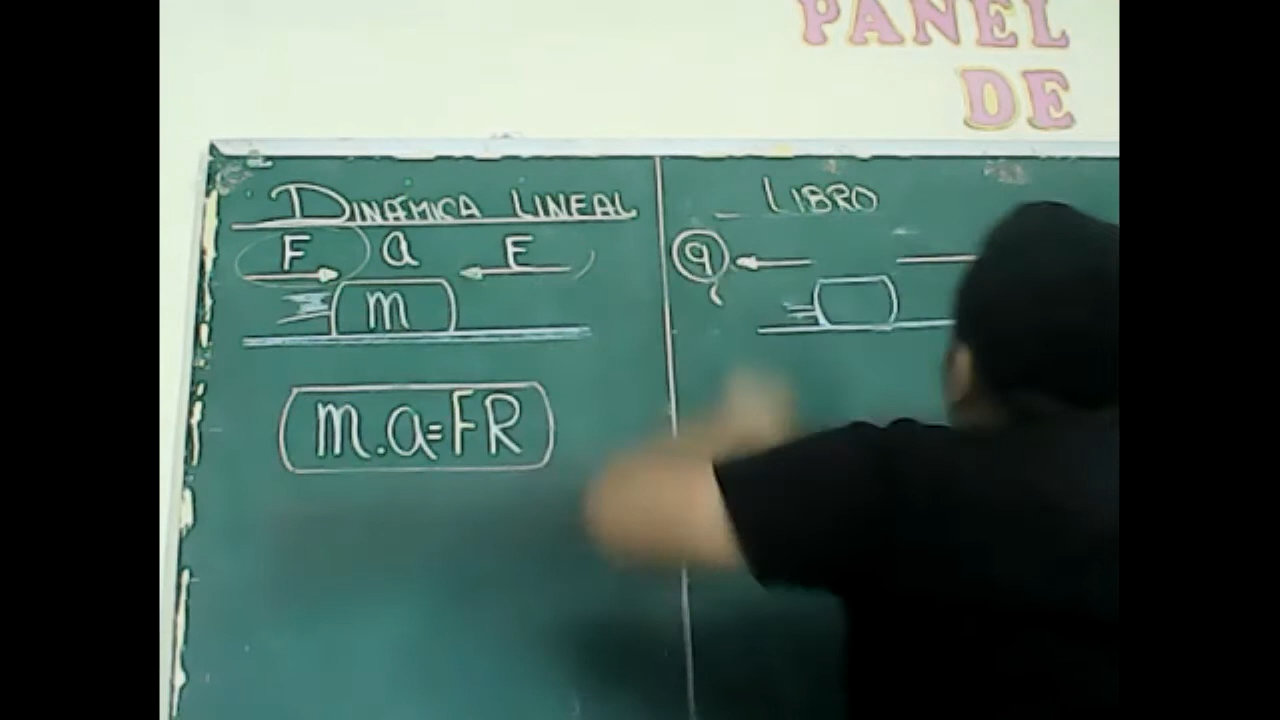 PANEL
DE
DINÁMICA LINEAL
F a F
m
m.a=FR
LIBRO
9